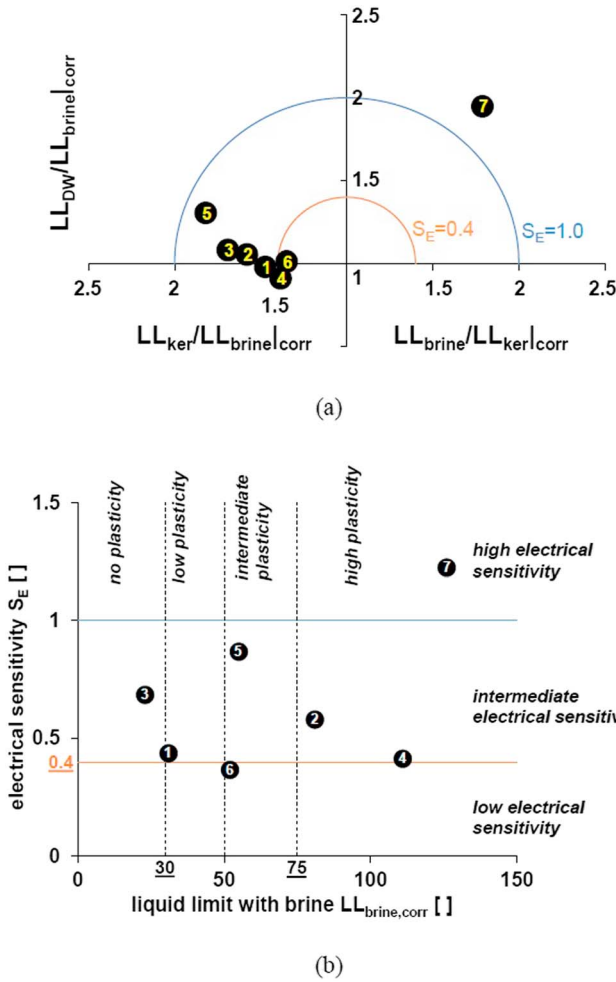 2.5
2
LL_DW/LL_brine|corr
7
1.5
5
S_E=0.4
S_E=1.0
3
2
1
6
4
1
2.5
2
1.5
1.5
2
2.5
LL_ker/LL_brine|corr
LL_brine/LL_ker|corr
(a)
no plasticity
low plasticity
intermediate
plasticity
high plasticity
1.5
7
high electrical
sensitivity
electrical sensitivity S_E [ ]
1
5
3
2
intermediate
electrical sensitiv
0.5
1
6
4
0.4
low electrical
sensitivity
0
0
30
50
75
100
150
liquid limit with brine LL_brine,corr [ ]
(b)